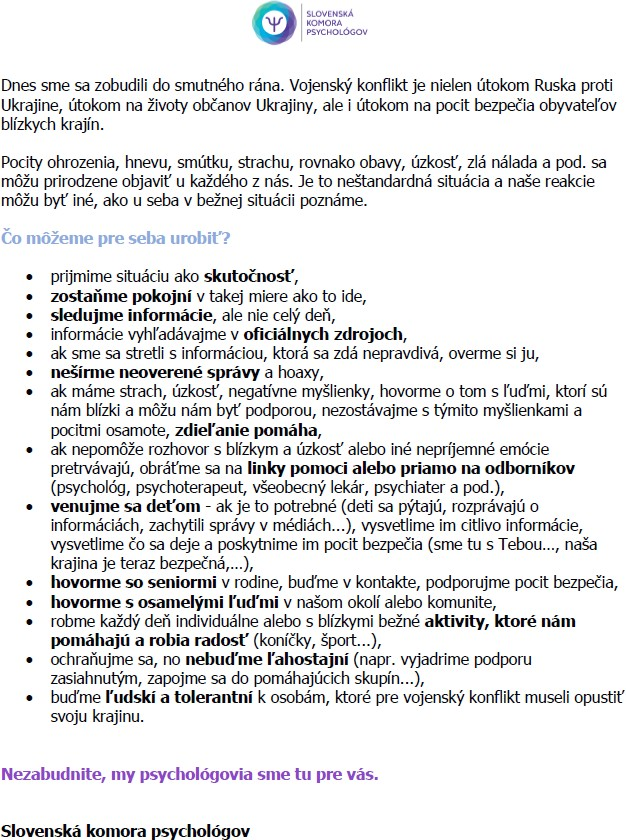 SLOVENSKÁ
KOMORA
PSYCHOLÓGOV
Dnes sme sa zobudili do smutného rána. Vojenský konflikt je nielen útokom Ruska proti
Ukrajine, útokom na životy občanov Ukrajiny, ale i útokom na pocit bezpečia obyvateľov
blízkych krajín.
Pocity ohrozenia, hnevu, smútku, strachu, rovnako obavy, úzkosť, zlá nálada a pod. sa
môžu prirodzene objaviť u každého z nás. Je to neštandardná situácia a naše reakcie
môžu byť iné, ako u seba v bežnej situácii poznáme.
Čo môžeme pre seba urobiť?
• prijmime situáciu ako skutočnosť,
• zostaňme pokojní v takej miere ako to ide,
• sledujme informácie, ale nie celý deň,
• informácie vyhľadávajme v oficiálnych zdrojoch,
• ak sme sa stretli s informáciou, ktorá sa zdá nepravdivá, overme si ju,
• nešírme neoverené správy a hoaxy,
• ak máme strach, úzkosť, negatívne myšlienky, hovorme o tom s ľuďmi, ktorí sú
nám blízki a môžu nám byť podporou, nezostávajme s týmito myšlienkami a
pocitmi osamote, zdieľanie pomáha,
• ak nepomôže rozhovor s blízkym a úzkosť alebo iné nepríjemné emócie
pretrvávajú, obráťme sa na linky pomoci alebo priamo na odborníkov
(psychológ, psychoterapeut, všeobecný lekár, psychiater a pod.),
• venujme sa deťom - ak je to potrebné (deti sa pýtajú, rozprávajú o
informáciách, zachytili správy v médiách...), vysvetlime im citlivo informácie,
vysvetlime čo sa deje a poskytnime im pocit bezpečia (sme tu s Tebou..., naša
krajina je teraz bezpečná,...),
• hovorme so seniormi v rodine, buďme v kontakte, podporujme pocit bezpečia,
• hovorme s osamelými ľuďmi v našom okolí alebo komunite,
• robme každý deň individuálne alebo s blízkymi bežné aktivity, ktoré nám
pomáhajú a robia radosť (koníčky, šport...),
• ochraňujme sa, no nebuďme ľahostajní (napr. vyjadrime podporu
zasiahnutým, zapojme sa do pomáhajúcich skupín...),
• buďme ľudskí a tolerantní k osobám, ktoré pre vojenský konflikt museli opustiť
svoju krajinu.
Nezabudnite, my psychológovia sme tu pre vás.
Slovenská komora psychológov